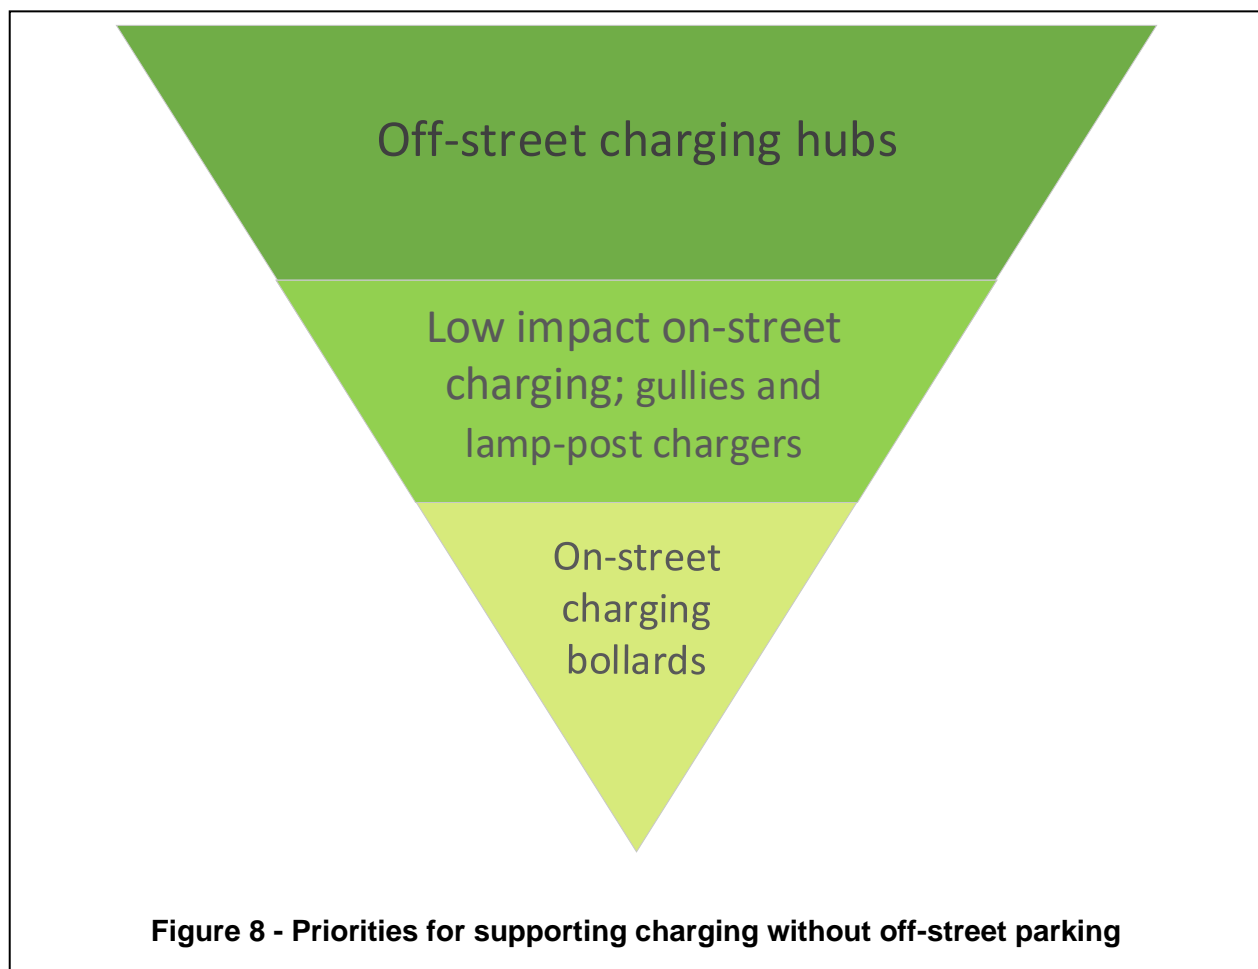 Off-street charging hubs
Low impact on-street
charging; gullies and
lamp-post chargers
On-street
charging
bollards
Figure 8 - Priorities for supporting charging without off-street parking